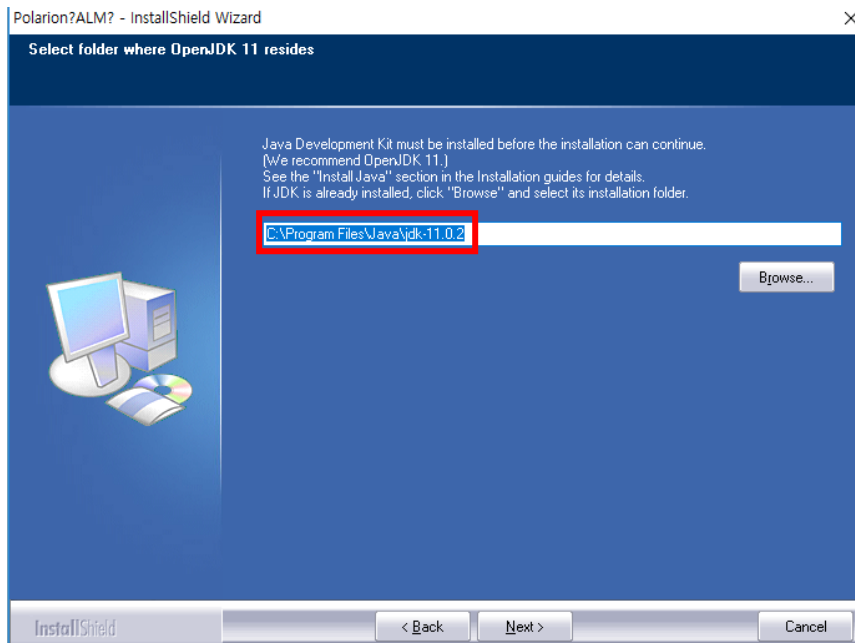 Polarion?ALM? - InstallShield Wizard
Select folder where OpenJDK 11 resides
Java Development Kit must be installed before the installation can continue.
(We recommend OpenJDK 11.)
See the "Install Java" section in the Installation guides for details.
If JDK is already installed, click "Browse" and select its installation folder.
C:\Program Files\Java\jdk-11.0.2
Browse...
InstallShield
< Back
Next >
Cancel